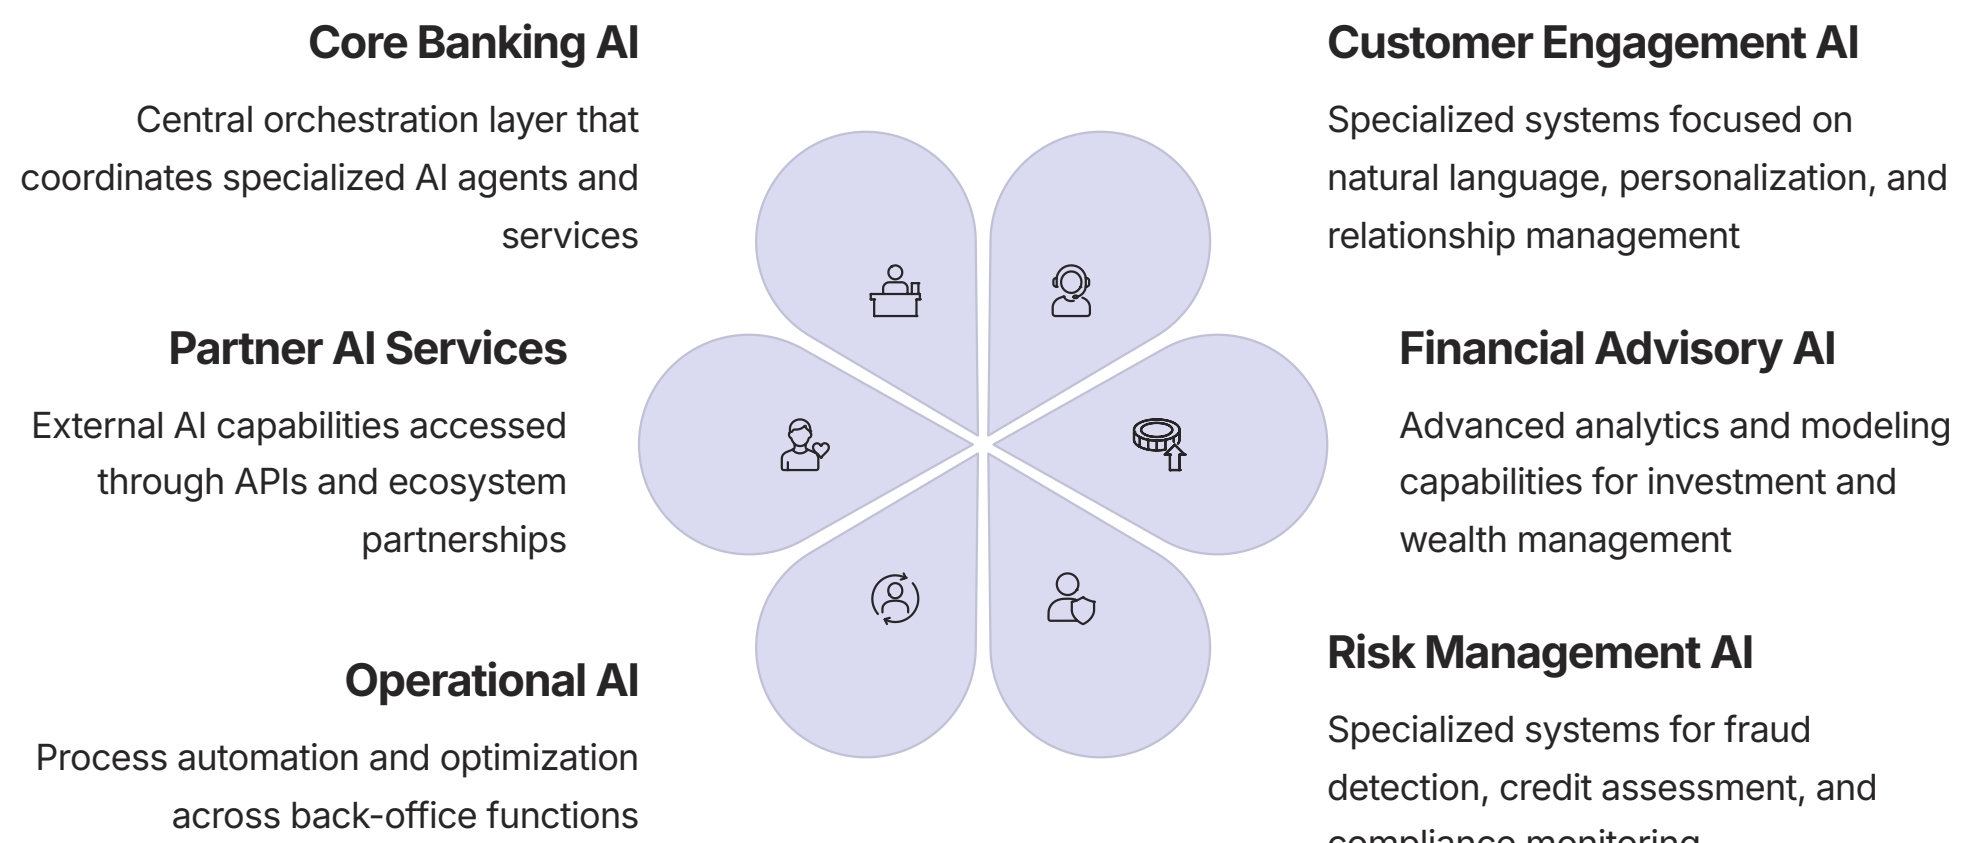 Core Banking AI
Central orchestration layer that
coordinates specialized AI agents and
services
Customer Engagement AI
Specialized systems focused on
natural language, personalization, and
relationship management
Partner AI Services
External AI capabilities accessed
through APIs and ecosystem
partnerships
Financial Advisory AI
Advanced analytics and modeling
capabilities for investment and
wealth management
Operational AI
Process automation and optimization
across back-office functions
Risk Management AI
Specialized systems for fraud
detection, credit assessment, and
compliance monitoring